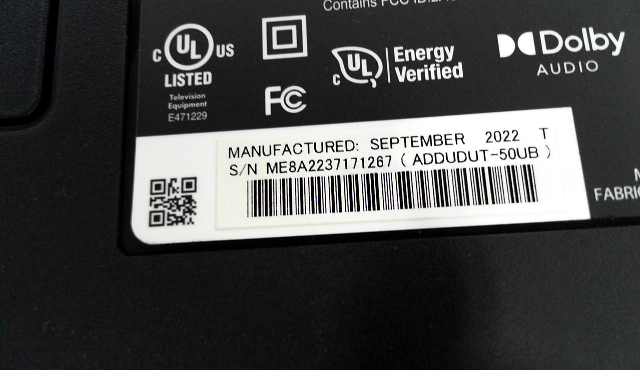 Contains FCC ID:
c UL US
LISTED
Television
Equipment
E471229
FC
c UL Energy
Verified
Dolby
AUDIO
MANUFACTURED: SEPTEMBER 2022 T
S/N ME8A2237171267 ( ADDUDUT-50UB )